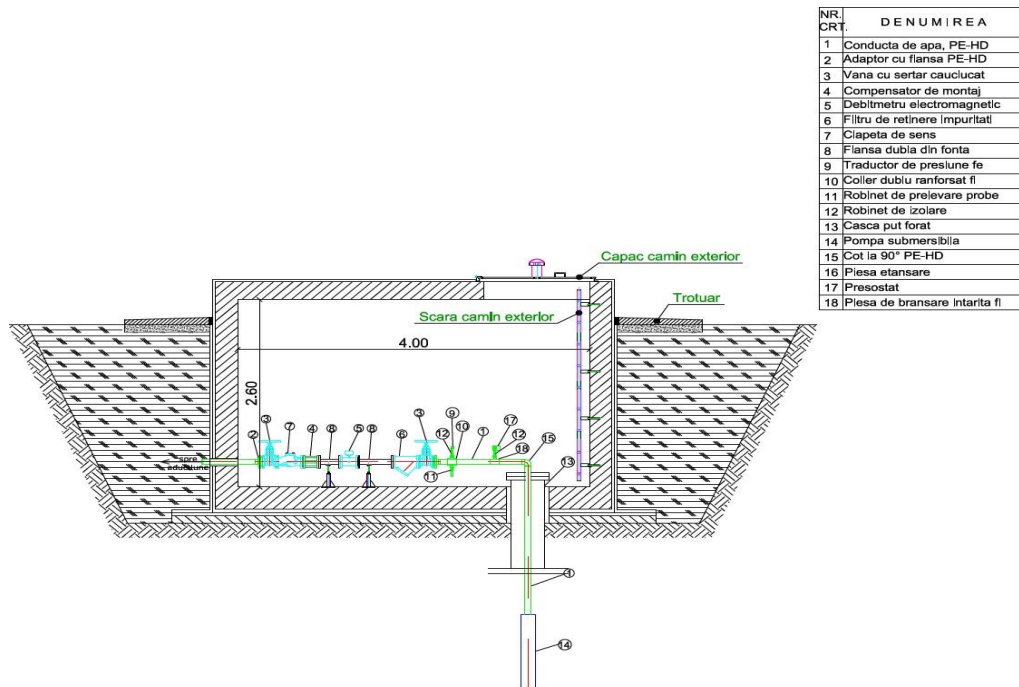 NR. CRT. DENUMIREA
1 Conducta de apa, PE-HD
2 Adaptor cu flansa PE-HD
3 Vana cu sertar cauciucat
4 Compensator de montaj
5 Debitmetru electromagnetic
6 Filtru de retinere impuritati
7 Clapeta de sens
8 Flansa dubla din fonta
9 Traductor de presiune fe
10 Colier dublu ranforsat fi
11 Robinet de prelevare probe
12 Robinet de izolare
13 Casca put forat
14 Pompa submersibila
15 Cot la 90° PE-HD
16 Piesa etansare
17 Presostat
18 Piesa de bransare intarita fi
Capac camin exterior
Trotuar
Scara camin exterior
4.00
2.60
3 7 4 8 5 8 6 3 12 9 10 1 17 12 18 15
2
spre
aductiune
11
13
1
14